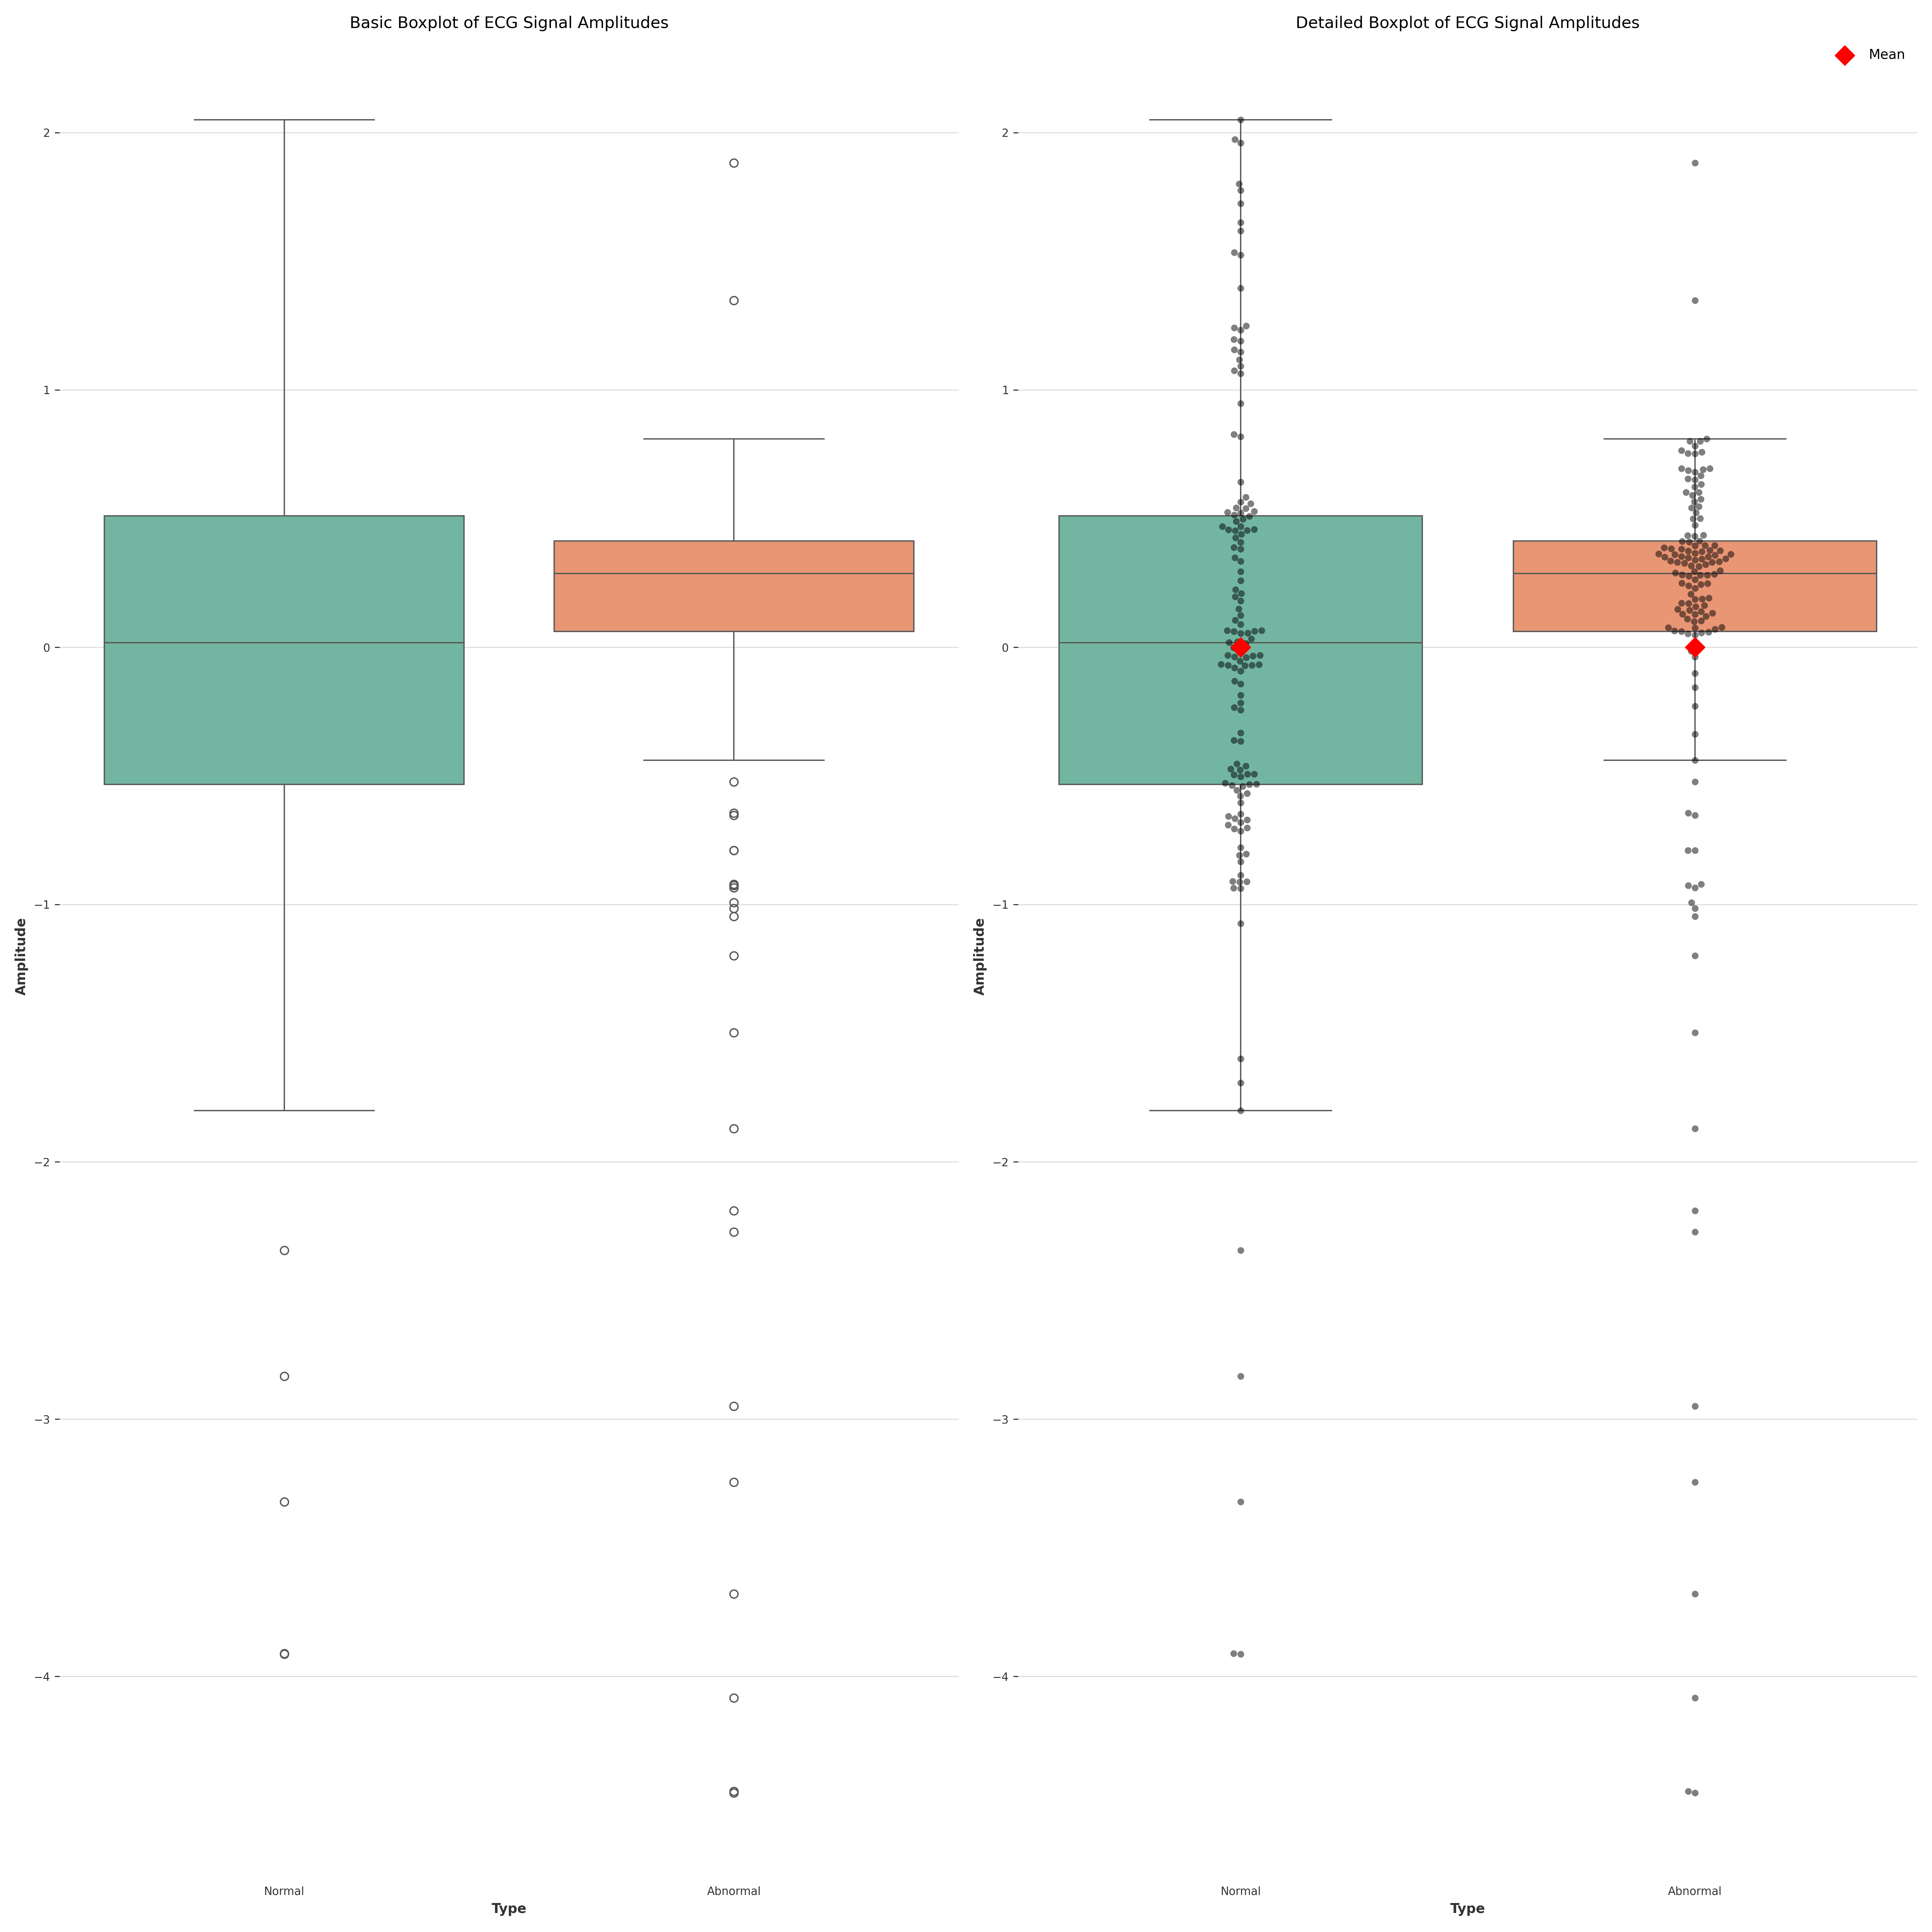 Basic Boxplot of ECG Signal Amplitudes
2
1
0
−1
−2
−3
−4
Amplitude
Normal
Abnormal
Type
Detailed Boxplot of ECG Signal Amplitudes
Mean
2
1
0
−1
−2
−3
−4
Amplitude
Normal
Abnormal
Type